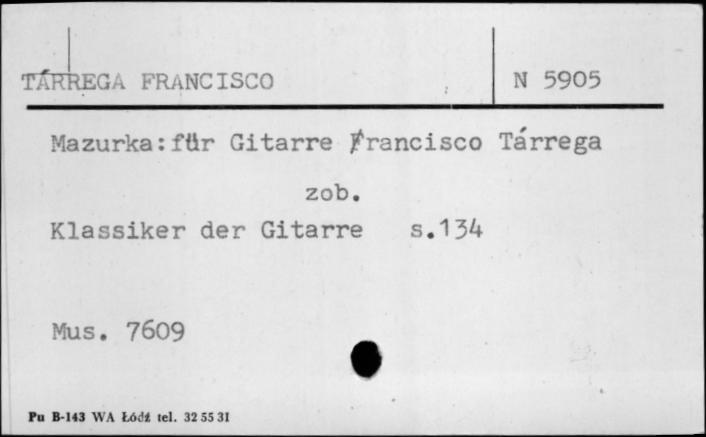 TÁRREGA FRANCISCO N 5905
Mazurka:für Gitarre Francisco Tárrega
zob.
Klassiker der Gitarre s.134
Mus. 7609
Pu B-143 WA Łódź tel. 32 55 31